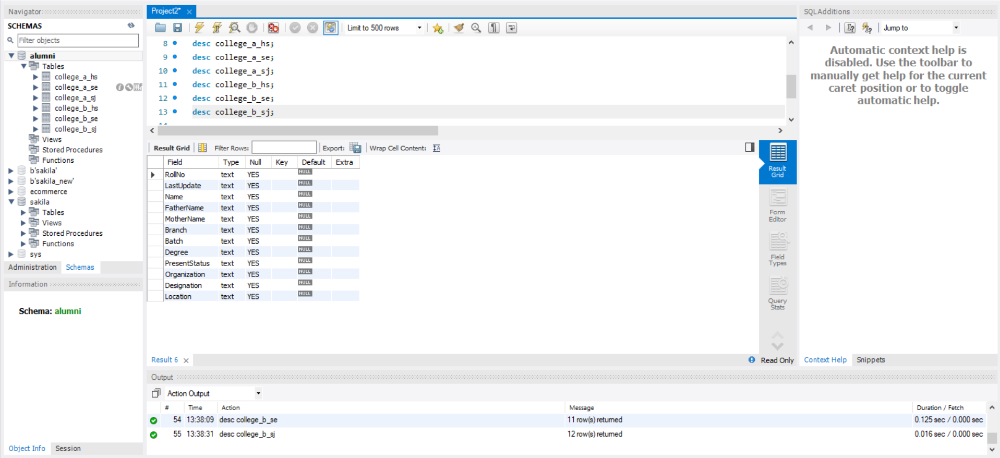 Navigator
SCHEMAS
Filter objects
alumni
Tables
college_a_hs
college_a_se
college_a_sj
college_b_hs
college_b_se
college_b_sj
Views
Stored Procedures
Functions
b'sakila'
b'sakila_new'
ecommerce
sakila
Tables
Views
Stored Procedures
Functions
sys
Administration Schemas
Information
Schema: alumni
Object Info Session
Project2*
Limit to 500 rows
8 desc college_a_hs;
9 desc college_a_se;
10 desc college_a_sj;
11 desc college_b_hs;
12 desc college_b_se;
13 desc college_b_sj;
14
Result Grid Filter Rows: Export: Wrap Cell Content:
Field Type Null Key Default Extra
RollNo text YES NULL
LastUpdate text YES NULL
Name text YES NULL
FatherName text YES NULL
MotherName text YES NULL
Branch text YES NULL
Batch text YES NULL
Degree text YES NULL
PresentStatus text YES NULL
Organization text YES NULL
Designation text YES NULL
Location text YES NULL
Result
Grid
Form
Editor
Field
Types
Query
Stats
Result 6
Read Only
SQLAdditions
Jump to
Automatic context help is
disabled. Use the toolbar to
manually get help for the current
caret position or to toggle
automatic help.
Context Help Snippets
Output
Action Output
# Time Action Message Duration / Fetch
54 13:38:09 desc college_b_se 11 row(s) returned 0.125 sec / 0.000 sec
55 13:38:31 desc college_b_sj 12 row(s) returned 0.016 sec / 0.000 sec